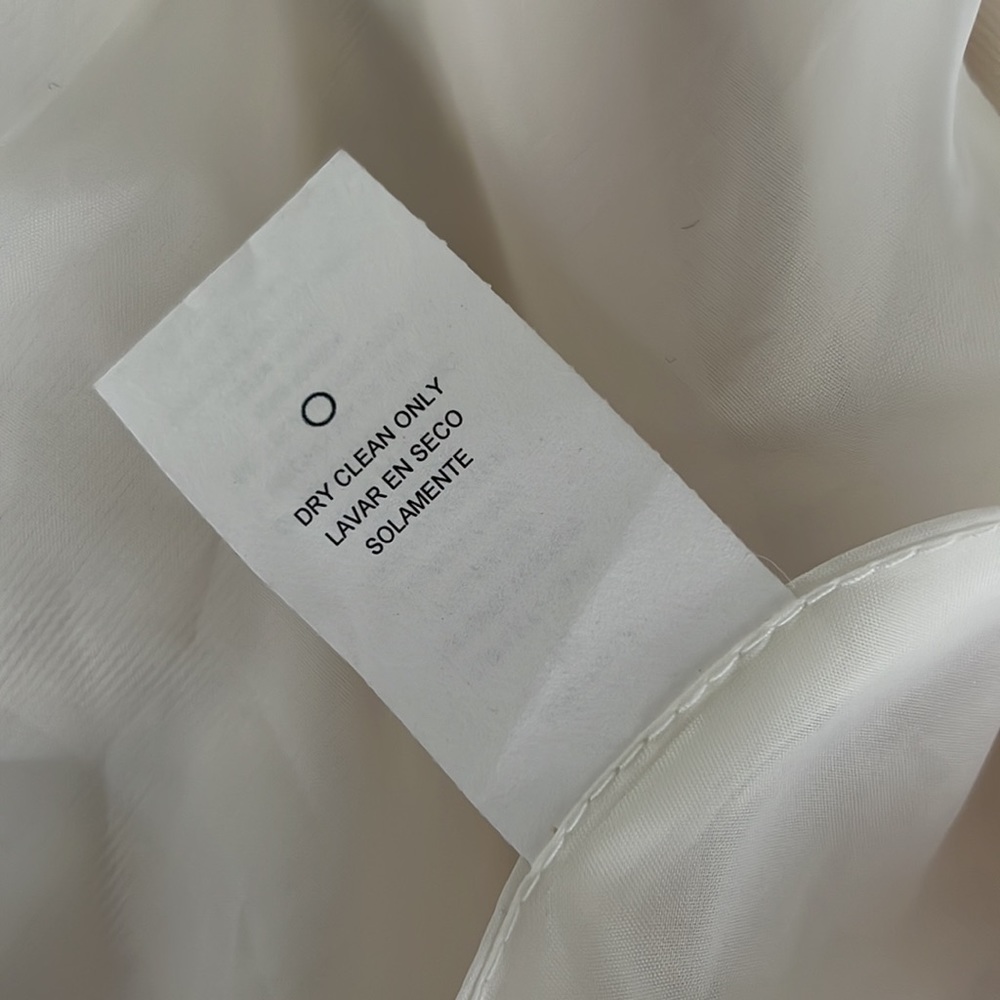 DRY CLEAN ONLY
LAVAR EN SECO
SOLAMENTE